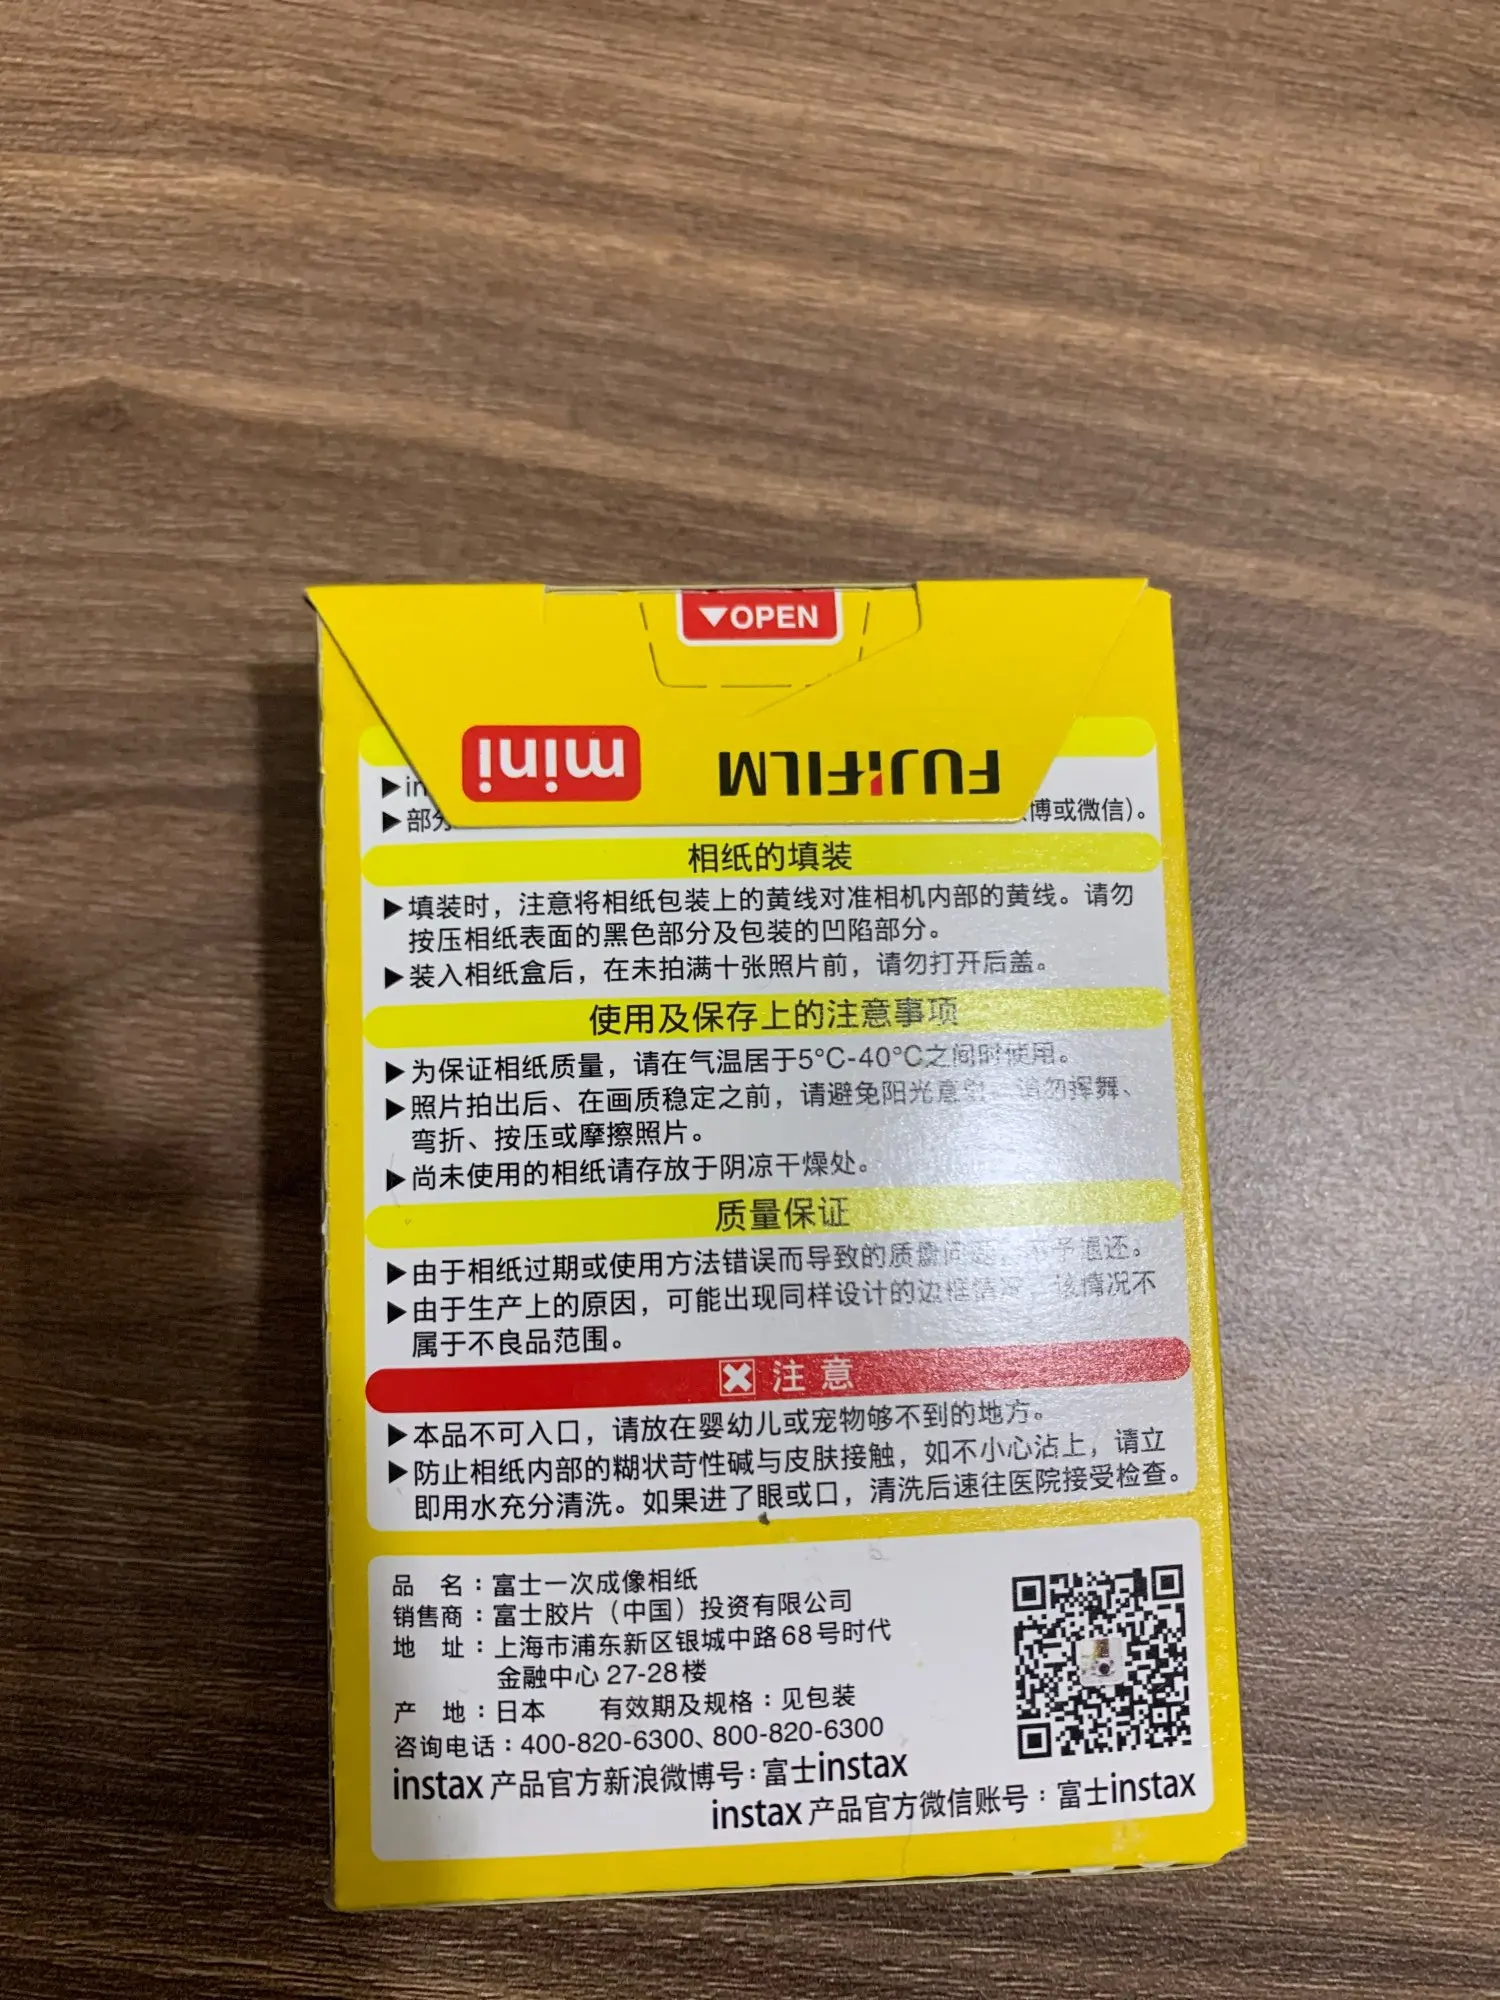 ▼OPEN
mini FUJIFILM
▶in
▶部分 博或微信)。
相纸的填装
▶填装时，注意将相纸包装上的黄线对准相机内部的黄线。请勿
按压相纸表面的黑色部分及包装的凹陷部分。
▶装入相纸盒后，在未拍满十张照片前，请勿打开后盖。
使用及保存上的注意事项
▶为保证相纸质量，请在气温居于5°C-40°C之间时使用。
▶照片拍出后、在画质稳定之前，请避免阳光直射。请勿挥舞、
弯折、按压或摩擦照片。
▶尚未使用的相纸请存放于阴凉干燥处。
质量保证
▶由于相纸过期或使用方法错误而导致的质量问题，不予退还。
▶由于生产上的原因，可能出现同样设计的边框情况，该情况不
属于不良品范围。
注意
▶本品不可入口，请放在婴幼儿或宠物够不到的地方。
▶防止相纸内部的糊状苛性碱与皮肤接触，如不小心沾上，请立
即用水充分清洗。如果进了眼或口，清洗后速往医院接受检查。
品 名：富士一次成像相纸
销售商：富士胶片（中国）投资有限公司
地 址：上海市浦东新区银城中路68号时代
金融中心 27-28楼
产 地：日本 有效期及规格：见包装
咨询电话：400-820-6300、800-820-6300
instax 产品官方新浪微博号：富士instax
instax 产品官方微信账号：富士instax